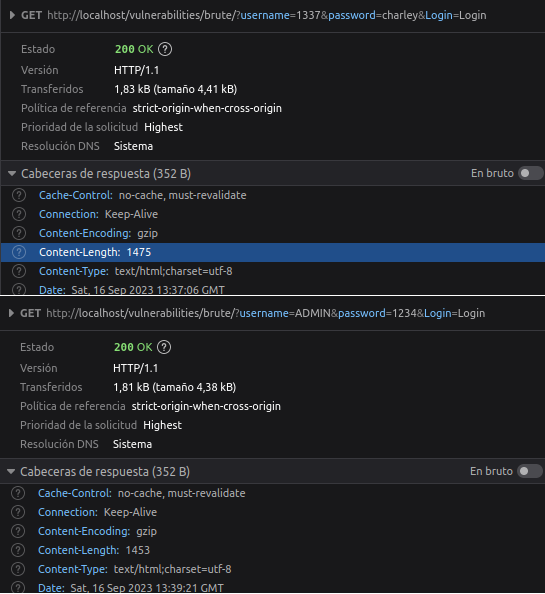 GET http://localhost/vulnerabilities/brute/?username=1337&password=charley&Login=Login
Estado 200 OK ?
Versión HTTP/1.1
Transferidos 1,83 kB (tamaño 4,41 kB)
Política de referencia strict-origin-when-cross-origin
Prioridad de la solicitud Highest
Resolución DNS Sistema
Cabeceras de respuesta (352 B) En bruto
? Cache-Control: no-cache, must-revalidate
? Connection: Keep-Alive
? Content-Encoding: gzip
? Content-Length: 1475
? Content-Type: text/html;charset=utf-8
? Date: Sat, 16 Sep 2023 13:37:06 GMT
GET http://localhost/vulnerabilities/brute/?username=ADMIN&password=1234&Login=Login
Estado 200 OK ?
Versión HTTP/1.1
Transferidos 1,81 kB (tamaño 4,38 kB)
Política de referencia strict-origin-when-cross-origin
Prioridad de la solicitud Highest
Resolución DNS Sistema
Cabeceras de respuesta (352 B) En bruto
? Cache-Control: no-cache, must-revalidate
? Connection: Keep-Alive
? Content-Encoding: gzip
? Content-Length: 1453
? Content-Type: text/html;charset=utf-8
? Date: Sat, 16 Sep 2023 13:39:21 GMT